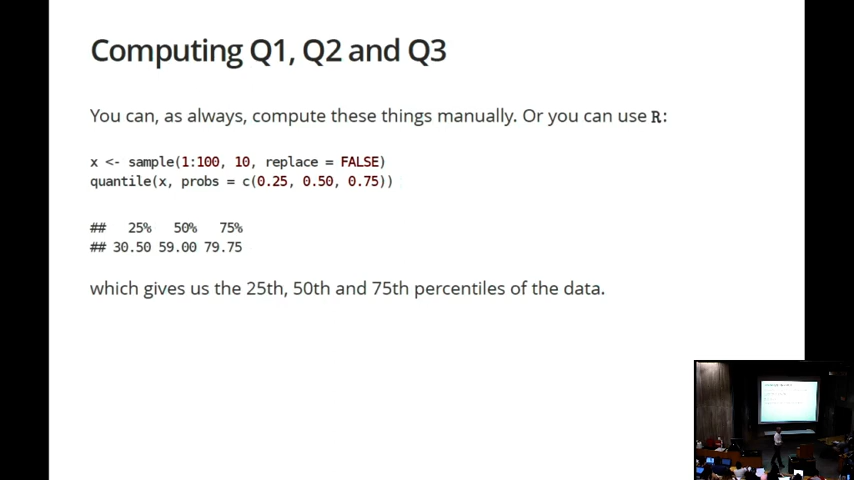 Computing Q1, Q2 and Q3
You can, as always, compute these things manually. Or you can use R:
x <- sample(1:100, 10, replace = FALSE)
quantile(x, probs = c(0.25, 0.50, 0.75))
##   25%   50%   75%
## 30.50 59.00 79.75
which gives us the 25th, 50th and 75th percentiles of the data.